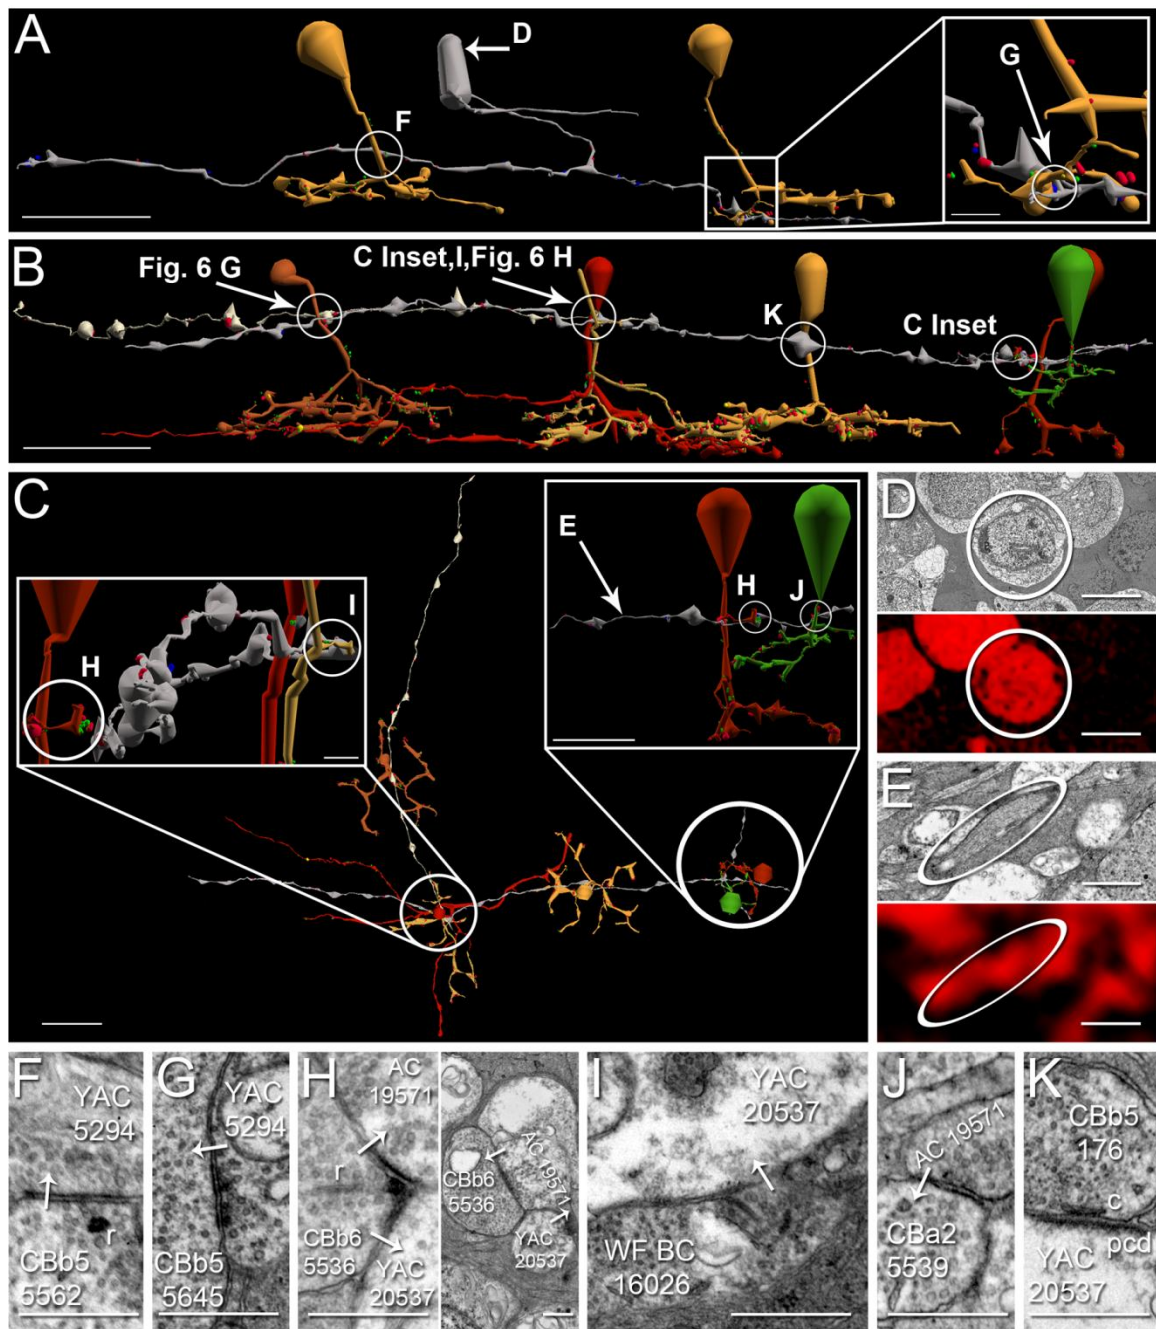 A
D
F
G
B
Fig. 6 G
C Inset,I,Fig. 6 H
K
C Inset
C
H
I
E
H
J
D
E
F
YAC
5294
r
CBb5
5562
G
YAC
5294
CBb5
5645
H
AC
19571
r
CBb6
5536
YAC
20537
CBb6
5536
AC 19571
YAC
20537
I
YAC
20537
WF BC
16026
J
AC 19571
CBa2
5539
K
CBb5
176
c
pcd
YAC
20537